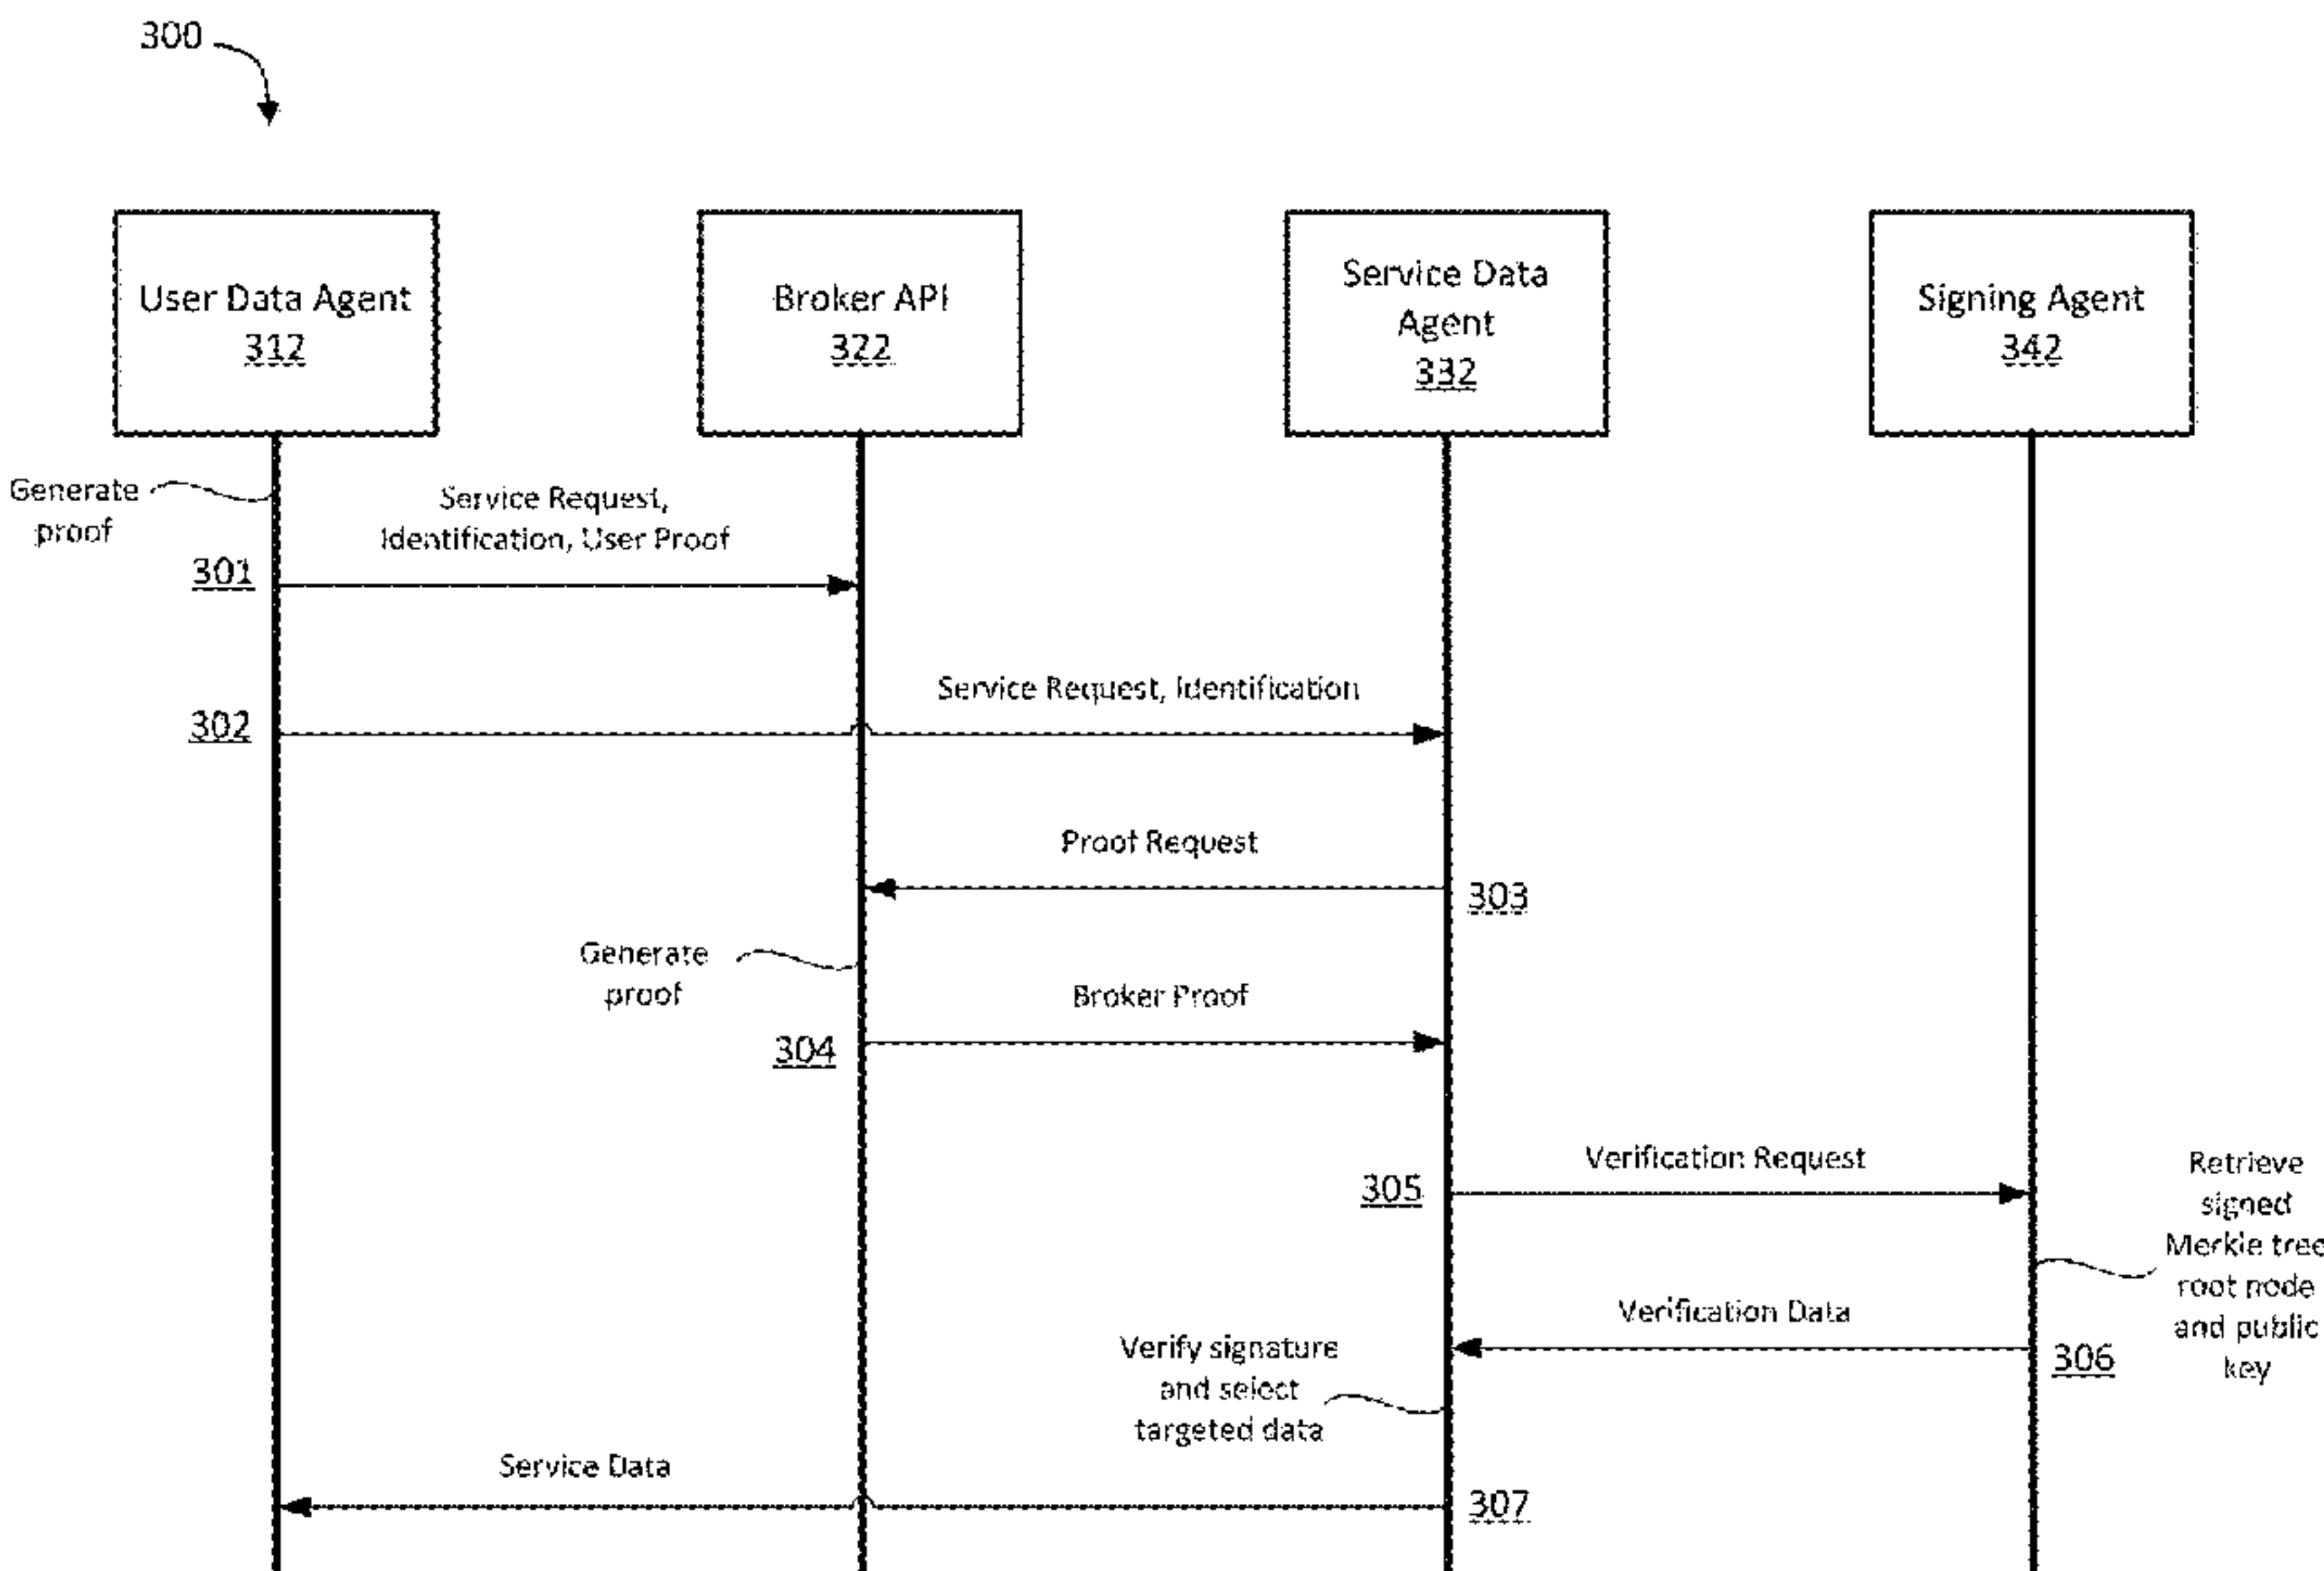 300
User Data Agent
312
Broker API
322
Service Data
Agent
332
Signing Agent
342
Generate
proof
Service Request,
Identification, User Proof
301
Service Request, Identification
302
Proof Request
303
Generate
proof
Broker Proof
304
Verification Request
305
Retrieve
signed
Merkle tree
root node
and public
key
Verification Data
306
Verify signature
and select
targeted data
Service Data
307